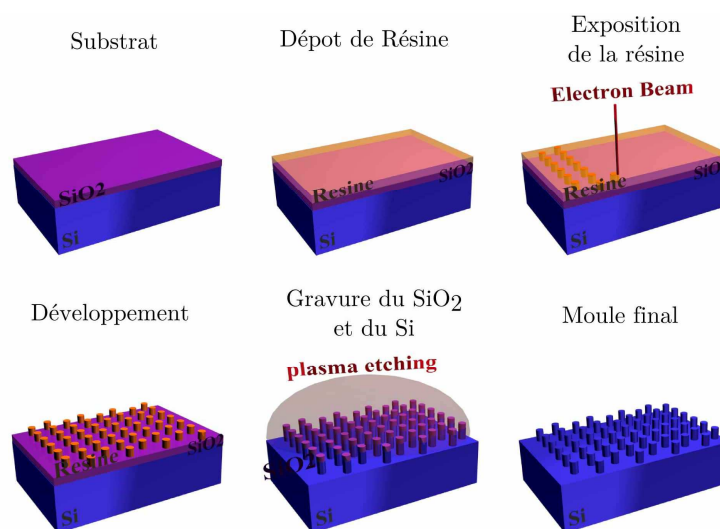 Substrat
SiO2
Si
Dépot de Résine
Resine
SiO2
Si
Exposition
de la résine
Electron Beam
Resine
SiO2
Si
Développement
Resine
SiO2
Si
Gravure du SiO2
et du Si
plasma etching
SiO2
Si
Moule final
Si